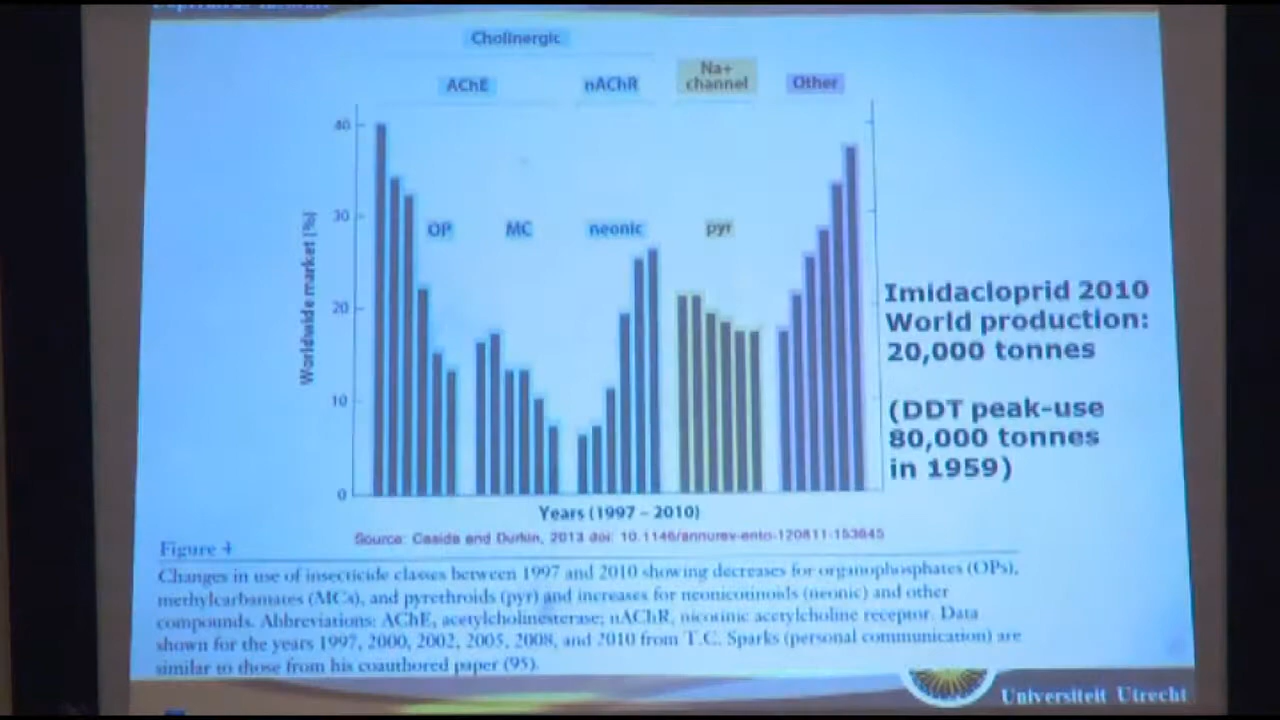 Cholinergic
AChE
nAChR
Na+
channel
Other
40
30
20
10
0
OP
MC
neonic
pyr
Worldwide market (%)
Years (1997 – 2010)
Imidacloprid 2010
World production:
20,000 tonnes
(DDT peak-use
80,000 tonnes
in 1959)
Source: Casida and Durkin, 2013 doi: 10.1146/annurev-ento-120811-153645
Figure 4
Changes in use of insecticide classes between 1997 and 2010 showing decreases for organophosphates (OPs),
methylcarbamates (MCs), and pyrethroids (pyr) and increases for neonicotinoids (neonic) and other
compounds. Abbreviations: AChE, acetylcholinesterase; nAChR, nicotinic acetylcholine receptor. Data
shown for the years 1997, 2000, 2002, 2005, 2008, and 2010 from T.C. Sparks (personal communication) are
similar to those from his coauthored paper (95).
Universiteit Utrecht